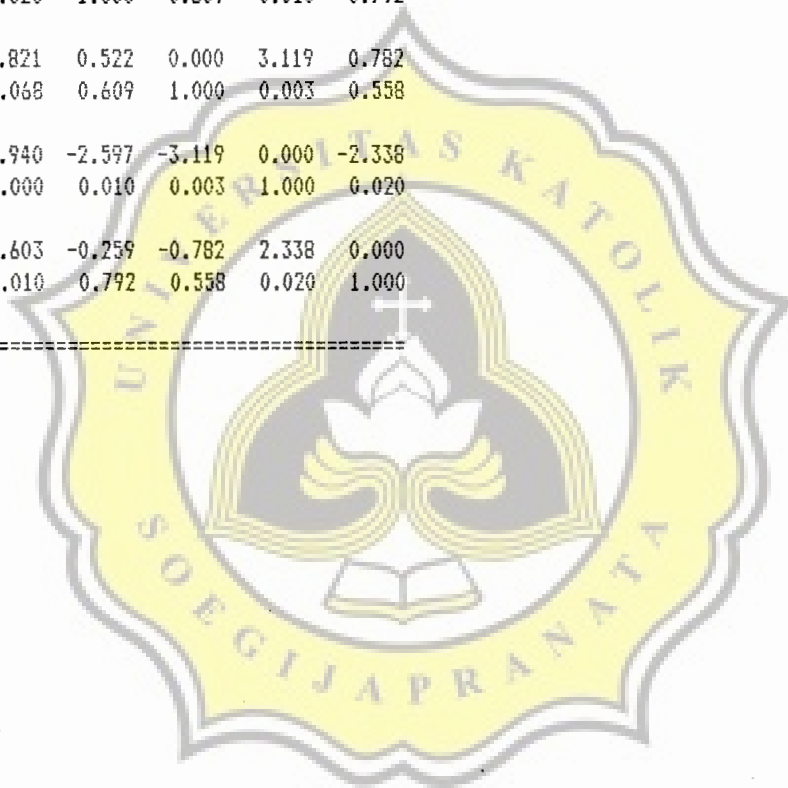 .821 0.522 0.000 3.119 0.782
.068 0.609 1.000 0.003 0.558
.940 -2.597 -3.119 0.000 -2.338
.000 0.010 0.003 1.000 0.020
.603 -0.259 -0.782 2.338 0.000
.010 0.792 0.558 0.020 1.000
==========================================
UNIVERSITAS KATOLIK
SOEGIJAPRANATA